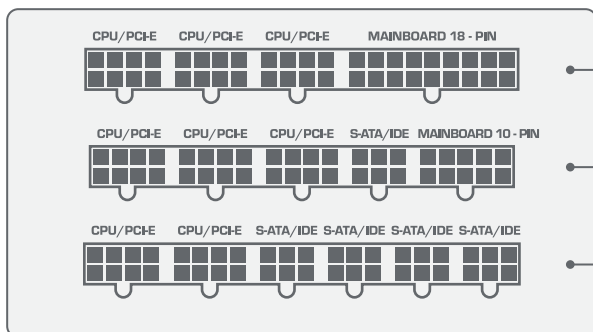 CPU/PCI-E CPU/PCI-E CPU/PCI-E MAINBOARD 18 - PIN
CPU/PCI-E CPU/PCI-E CPU/PCI-E S-ATA/IDE MAINBOARD 10 - PIN
CPU/PCI-E CPU/PCI-E S-ATA/IDE S-ATA/IDE S-ATA/IDE S-ATA/IDE